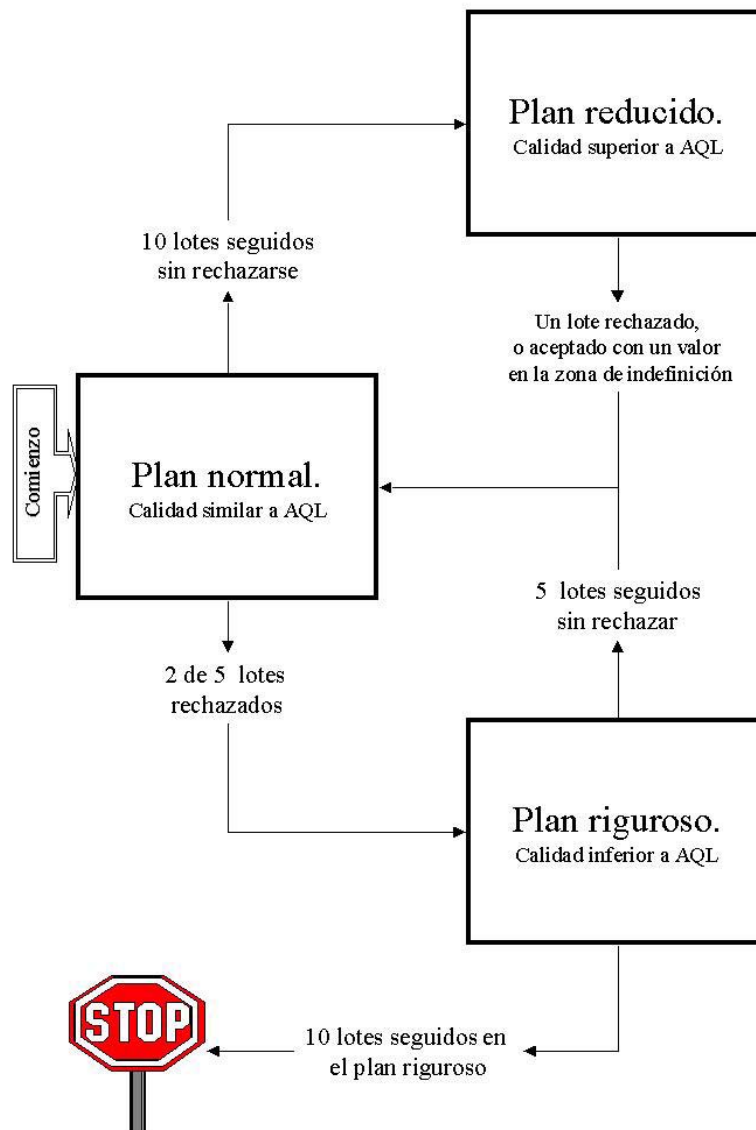 Plan reducido.
Calidad superior a AQL
10 lotes seguidos
sin rechazarse
Un lote rechazado,
o aceptado con un valor
en la zona de indefinición
Comienzo
Plan normal.
Calidad similar a AQL
5 lotes seguidos
sin rechazar
2 de 5 lotes
rechazados
Plan riguroso.
Calidad inferior a AQL
STOP
10 lotes seguidos en
el plan riguroso